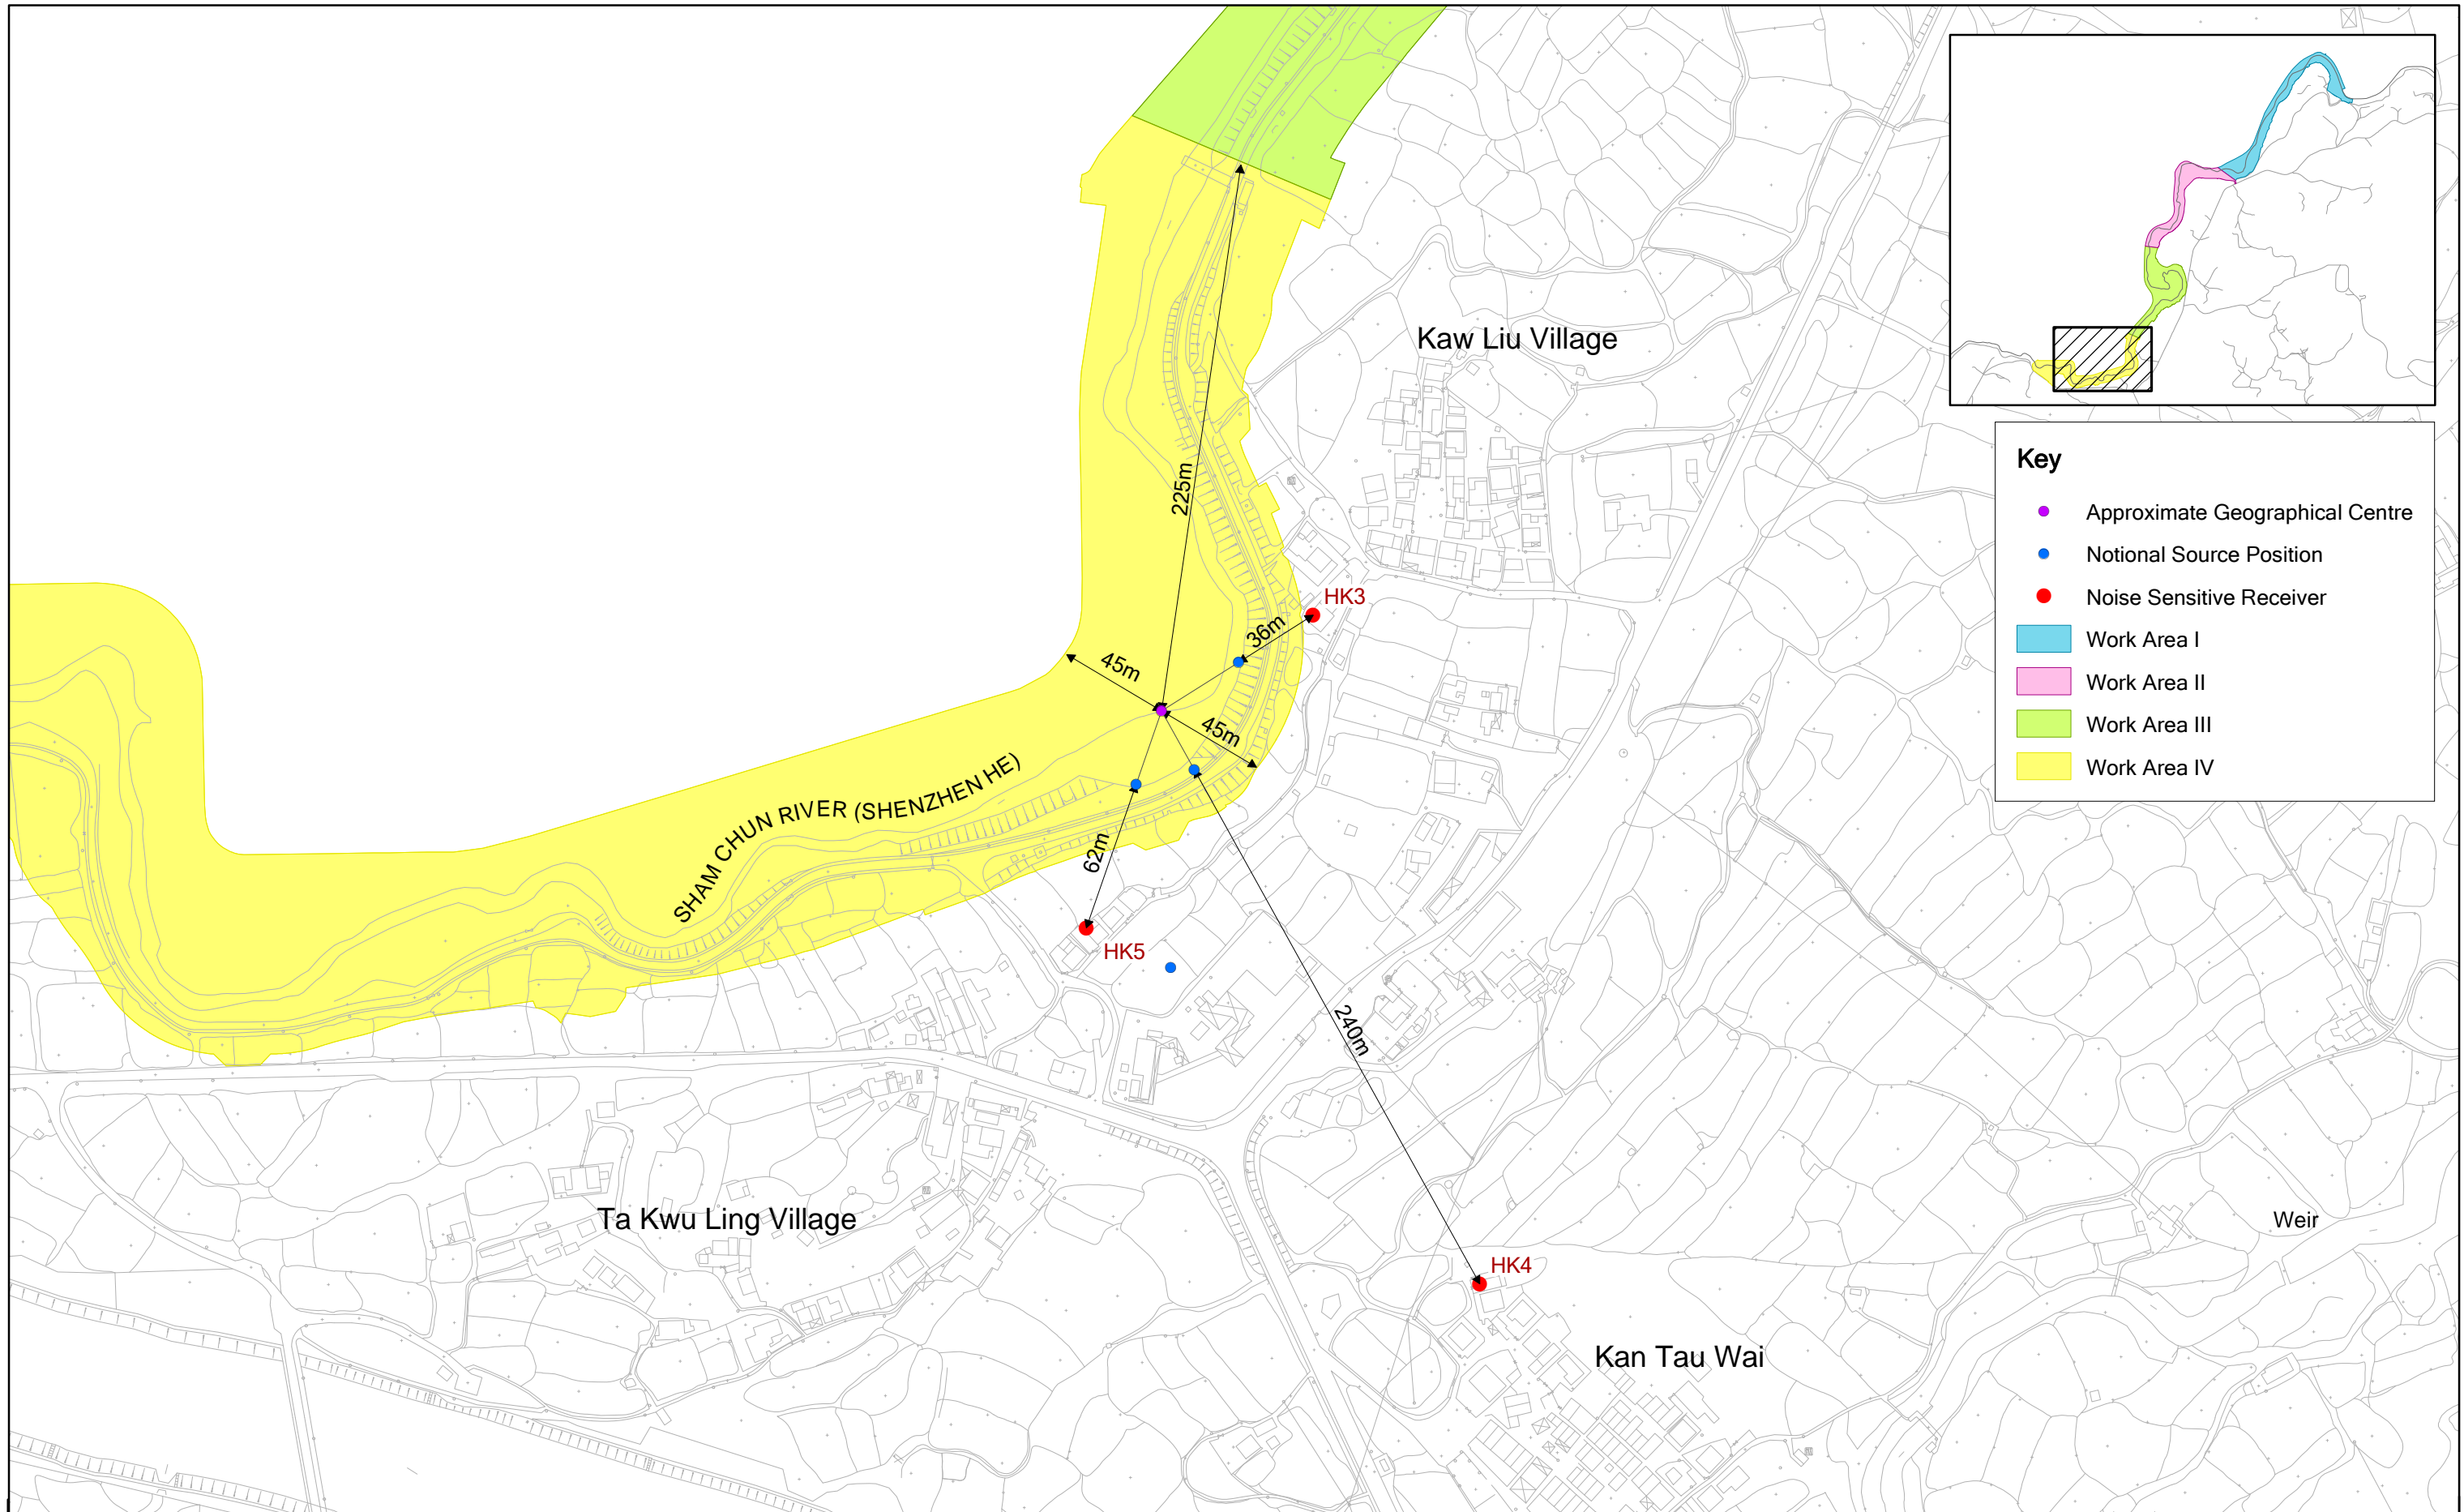 Kaw Liu Village
Key
Approximate Geographical Centre
Notional Source Position
Noise Sensitive Receiver
Work Area I
Work Area II
Work Area III
Work Area IV
225m
HK3
36m
45m
45m
SHAM CHUN RIVER (SHENZHEN HE)
62m
HK5
240m
Ta Kwu Ling Village
Weir
HK4
Kan Tau Wai